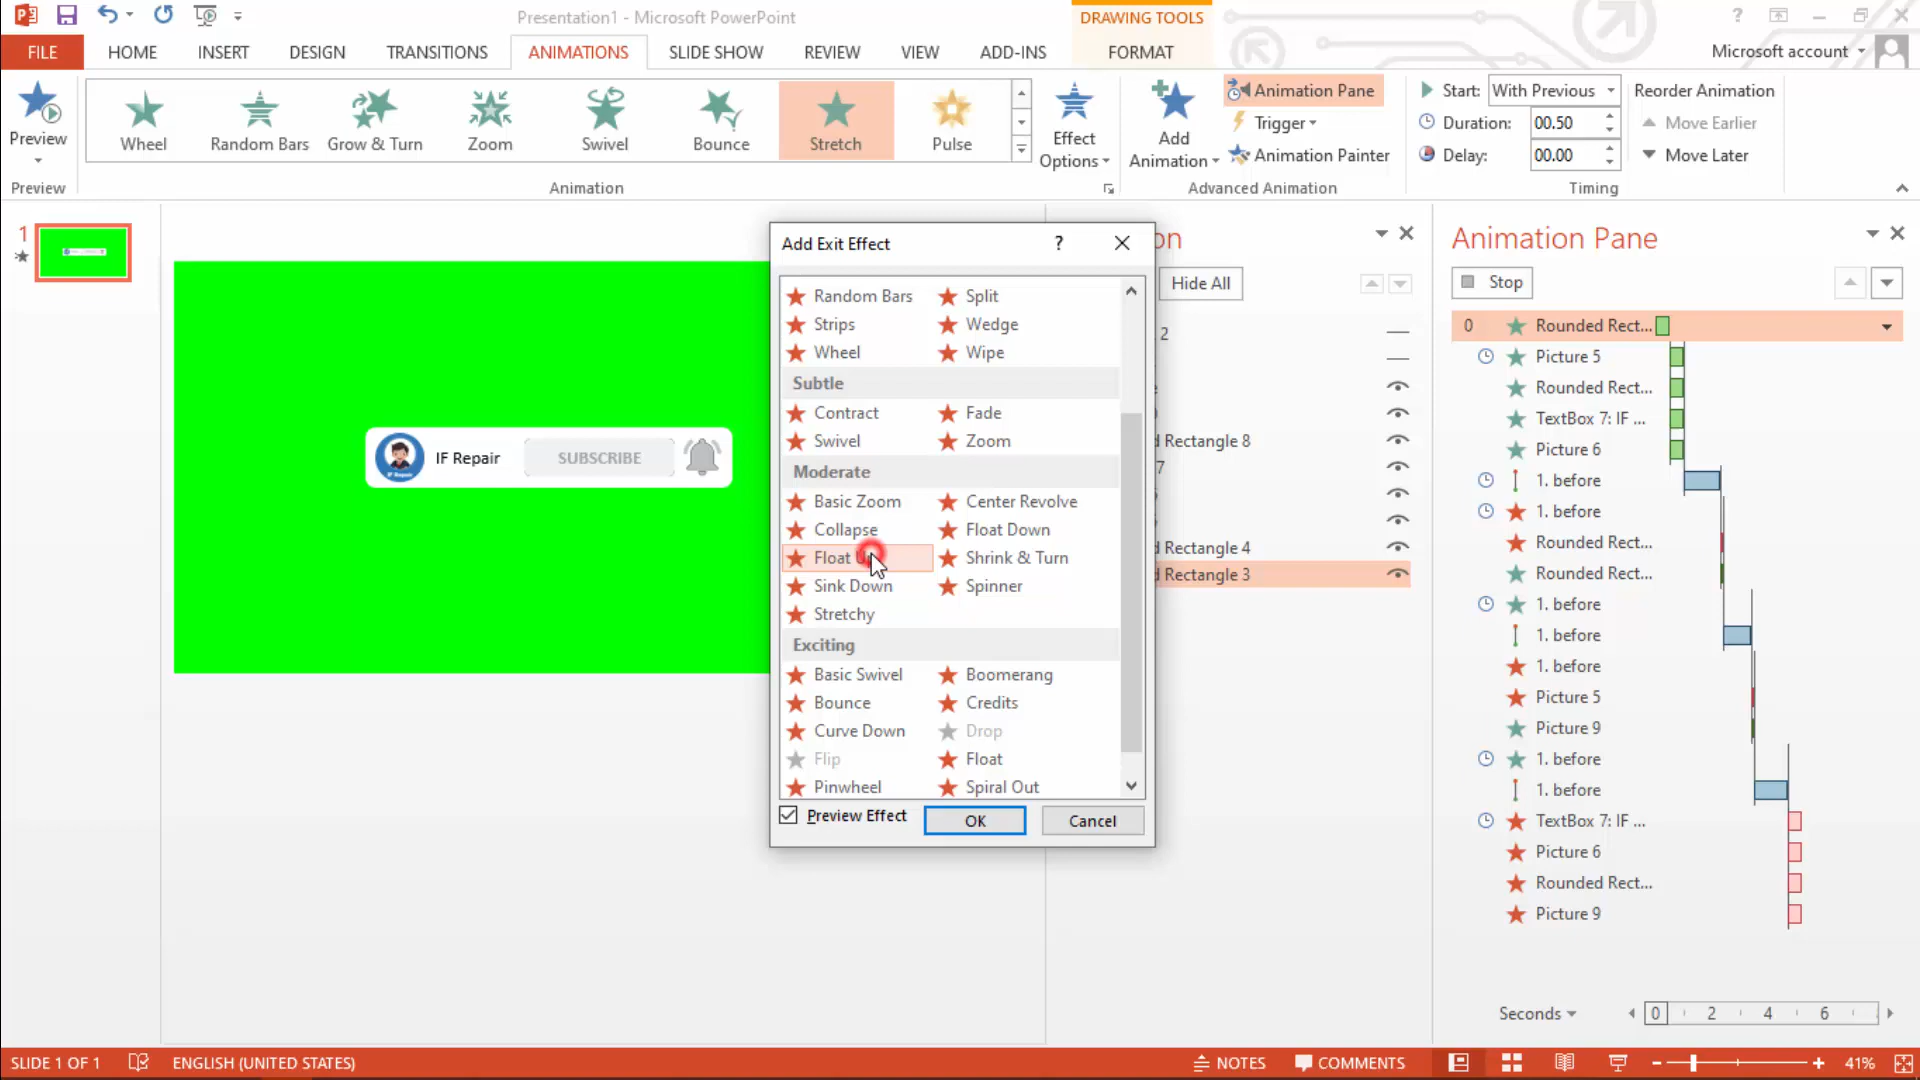 Presentation1 - Microsoft PowerPoint
DRAWING TOOLS
?
FILE
HOME
INSERT
DESIGN
TRANSITIONS
ANIMATIONS
SLIDE SHOW
REVIEW
VIEW
ADD-INS
FORMAT
Microsoft account
Preview
Preview
Wheel
Random Bars
Grow & Turn
Zoom
Swivel
Bounce
Stretch
Pulse
Animation
Effect
Options
Add
Animation
Animation Pane
Trigger
Animation Painter
Advanced Animation
Start: With Previous
Duration: 00.50
Delay: 00.00
Timing
Reorder Animation
Move Earlier
Move Later
1
IF Repair
IF Repair
SUBSCRIBE
Add Exit Effect
?
Random Bars
Split
Strips
Wedge
Wheel
Wipe
Subtle
Contract
Fade
Swivel
Zoom
Moderate
Basic Zoom
Center Revolve
Collapse
Float Down
Float U
Shrink & Turn
Sink Down
Spinner
Stretchy
Exciting
Basic Swivel
Boomerang
Bounce
Credits
Curve Down
Drop
Flip
Float
Pinwheel
Spiral Out
Preview Effect
OK
Cancel
on
Hide All
2
d Rectangle 8
7
d Rectangle 4
d Rectangle 3
Animation Pane
Stop
0 Rounded Rect...
Picture 5
Rounded Rect...
TextBox 7: IF ...
Picture 6
1. before
1. before
Rounded Rect...
Rounded Rect...
1. before
1. before
1. before
Picture 5
Picture 9
1. before
1. before
TextBox 7: IF ...
Picture 6
Rounded Rect...
Picture 9
Seconds
0 2 4 6
SLIDE 1 OF 1
ENGLISH (UNITED STATES)
NOTES
COMMENTS
41%